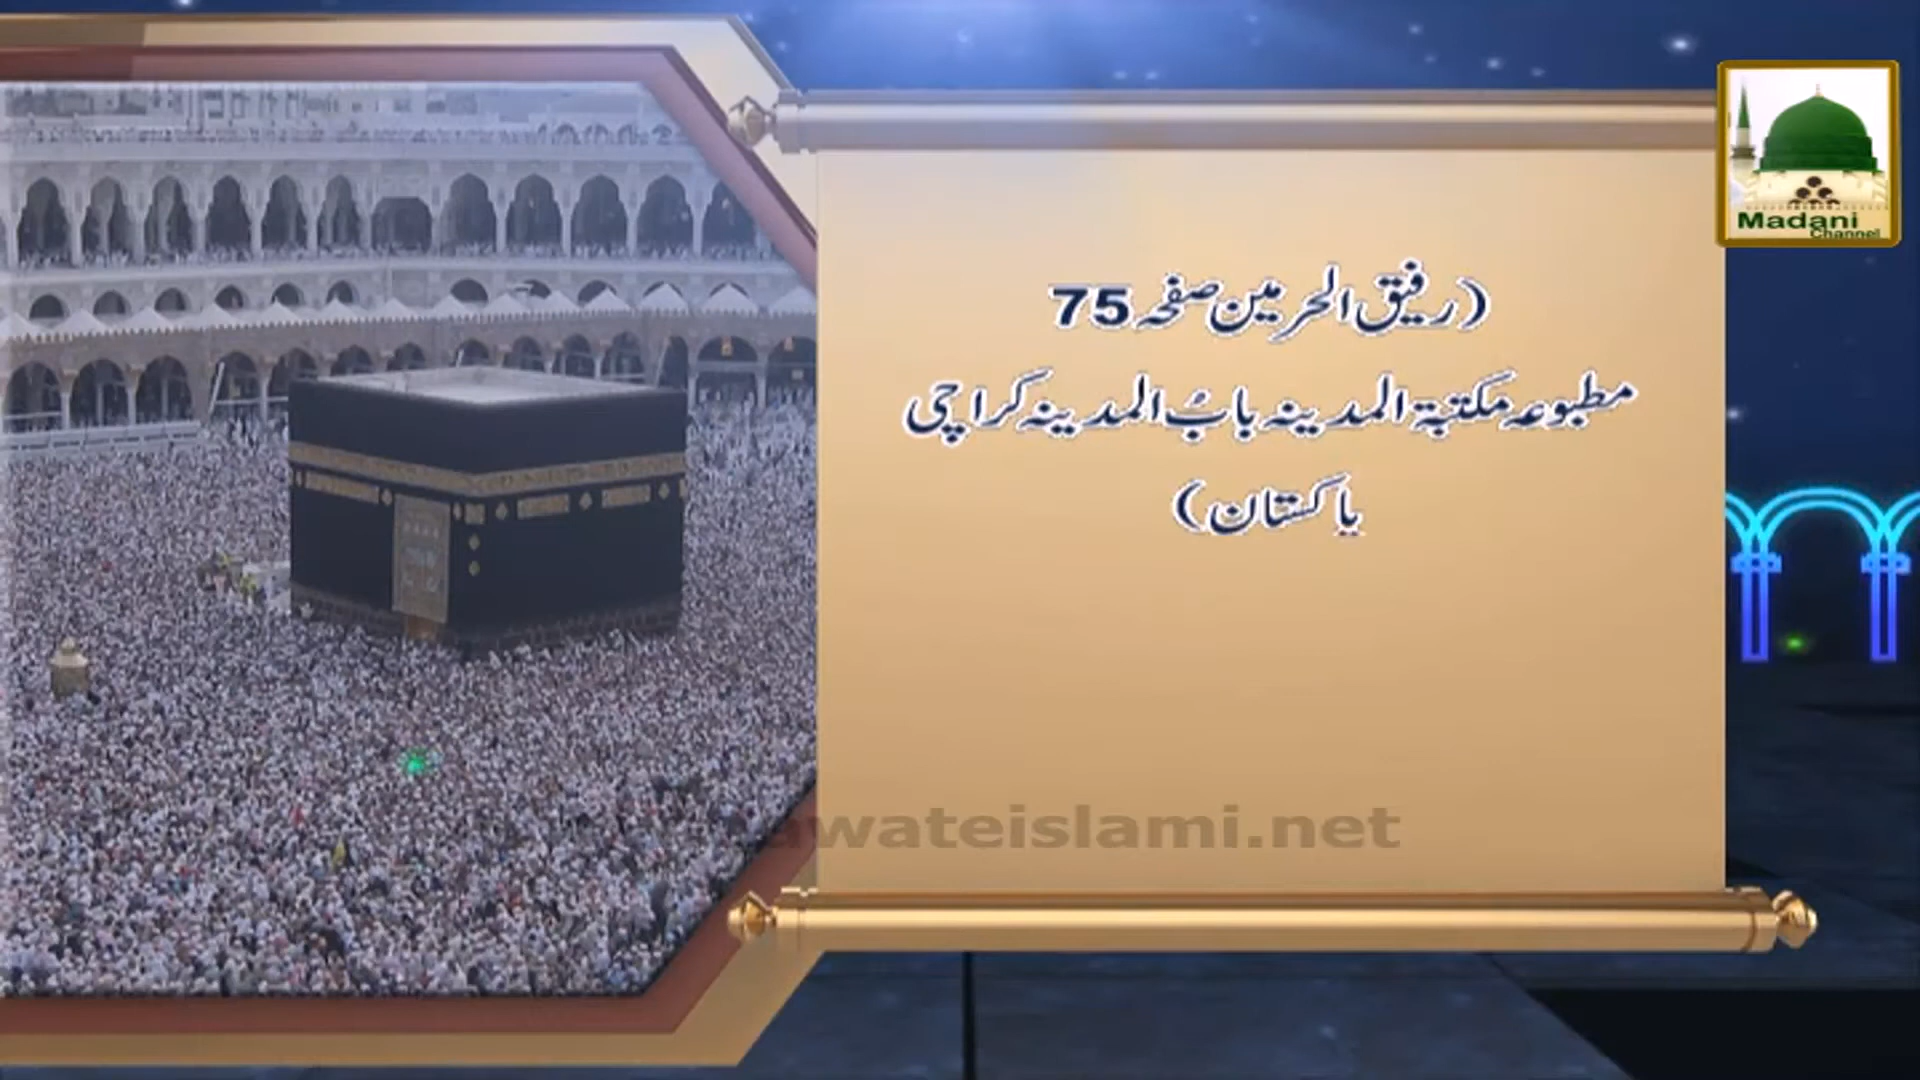 (رفیق الحرمین صفحہ 75
مطبوعہ مکتبۃ المدینہ بابُ المدینہ کراچی
پاکستان)
Madani
Channel
awateislami.net